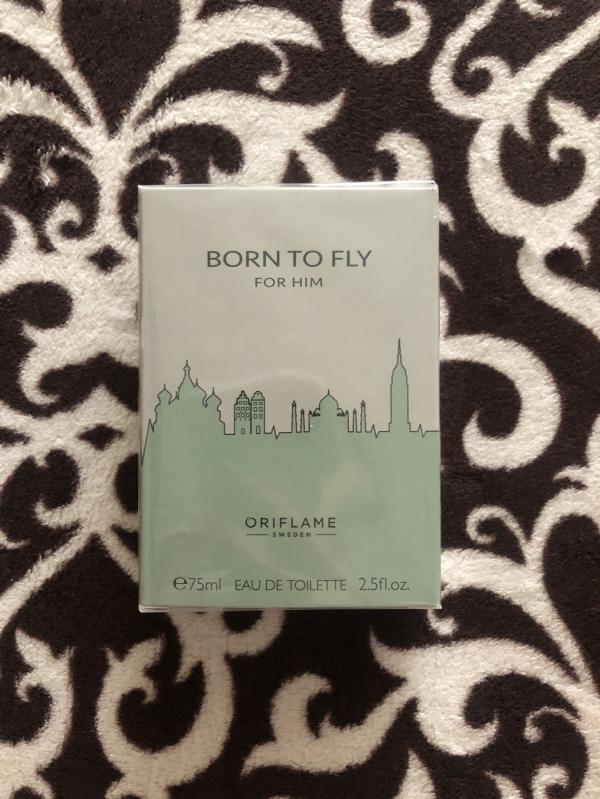 BORN TO FLY
FOR HIM
ORIFLAME
SWEDEN
℮75ml EAU DE TOILETTE 2.5fl.oz.